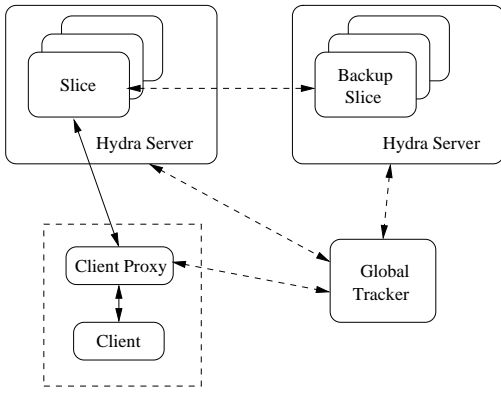 Slice
Hydra Server
Backup
Slice
Hydra Server
Client Proxy
Client
Global
Tracker